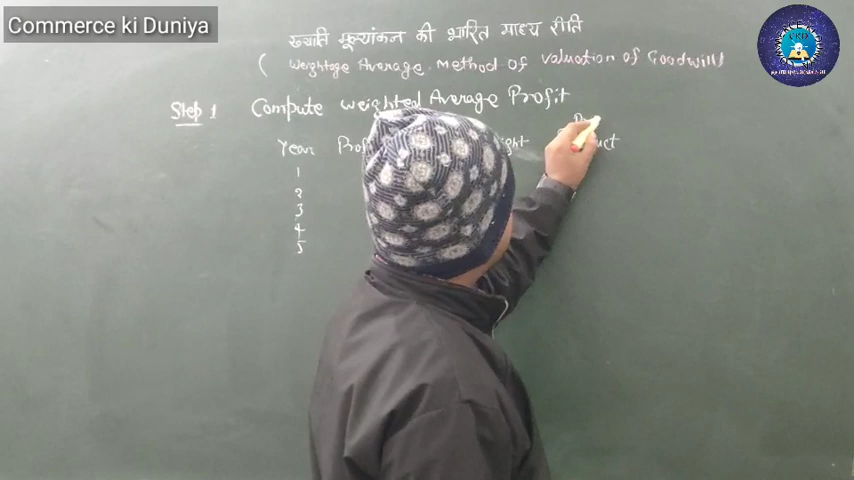 Commerce ki Duniya
ख्याति मूल्यांकन की भारित माध्य रीति
( Weightage Average Method of Valuation of Goodwill)
Step 1 Compute weighted Average Profit
Year
1
2
3
4
5